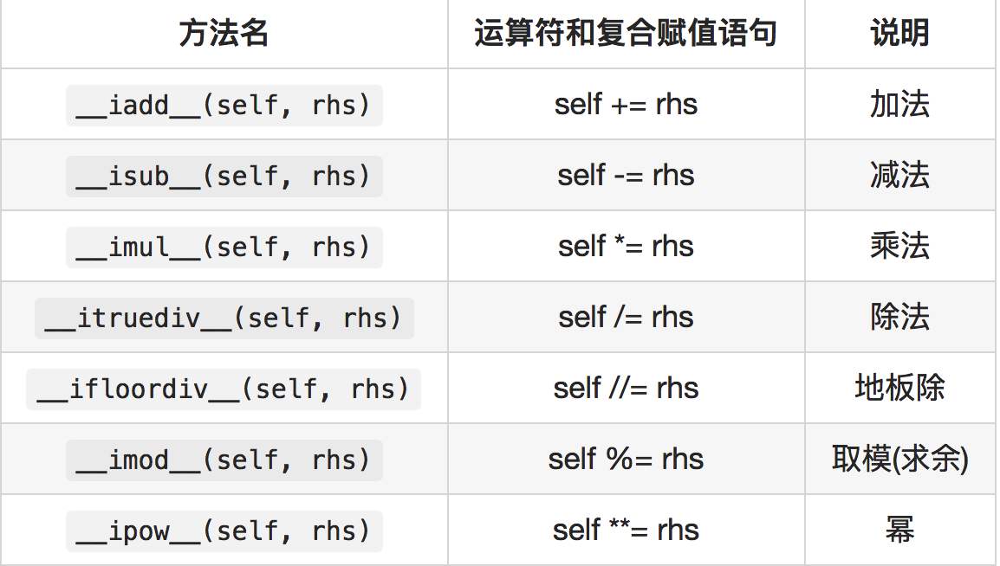 方法名 运算符和复合赋值语句 说明
__iadd__(self, rhs) self += rhs 加法
__isub__(self, rhs) self -= rhs 减法
__imul__(self, rhs) self *= rhs 乘法
__itruediv__(self, rhs) self /= rhs 除法
__ifloordiv__(self, rhs) self //= rhs 地板除
__imod__(self, rhs) self %= rhs 取模(求余)
__ipow__(self, rhs) self **= rhs 幂